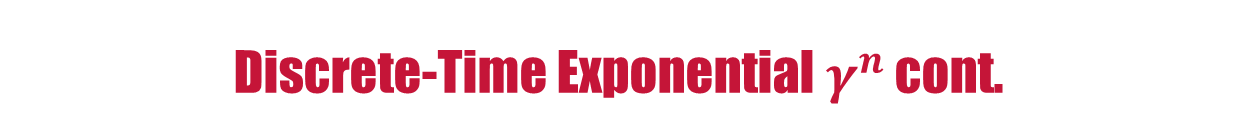 Discrete-Time Exponential γⁿ cont.